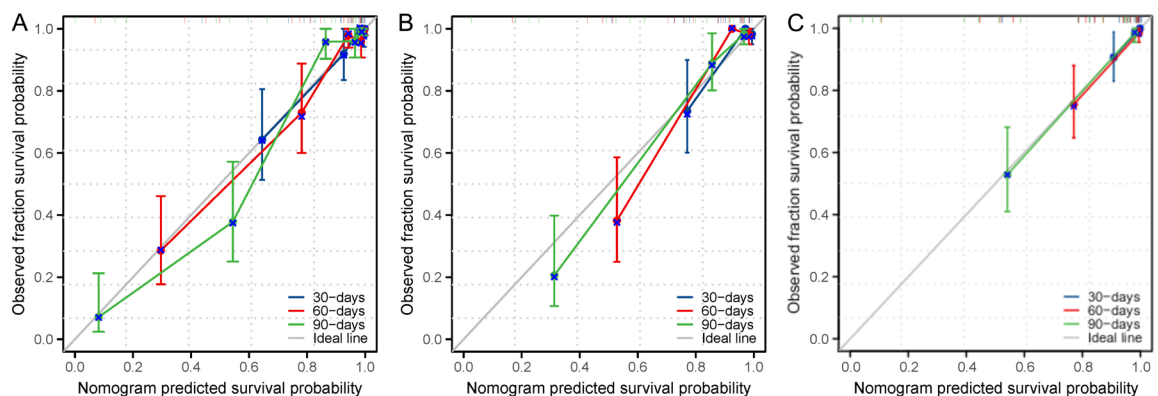 A
Observed fraction survival probability
1.0
0.8
0.6
0.4
0.2
0.0
30-days
60-days
90-days
Ideal line
0.0 0.2 0.4 0.6 0.8 1.0
Nomogram predicted survival probability
B
Observed fraction survival probability
1.0
0.8
0.6
0.4
0.2
0.0
30-days
60-days
90-days
Ideal line
0.0 0.2 0.4 0.6 0.8 1.0
Nomogram predicted survival probability
C
Observed fraction survival probability
1.0
0.8
0.6
0.4
0.2
0.0
30-days
60-days
90-days
Ideal line
0.0 0.2 0.4 0.6 0.8 1.0
Nomogram predicted survival probability